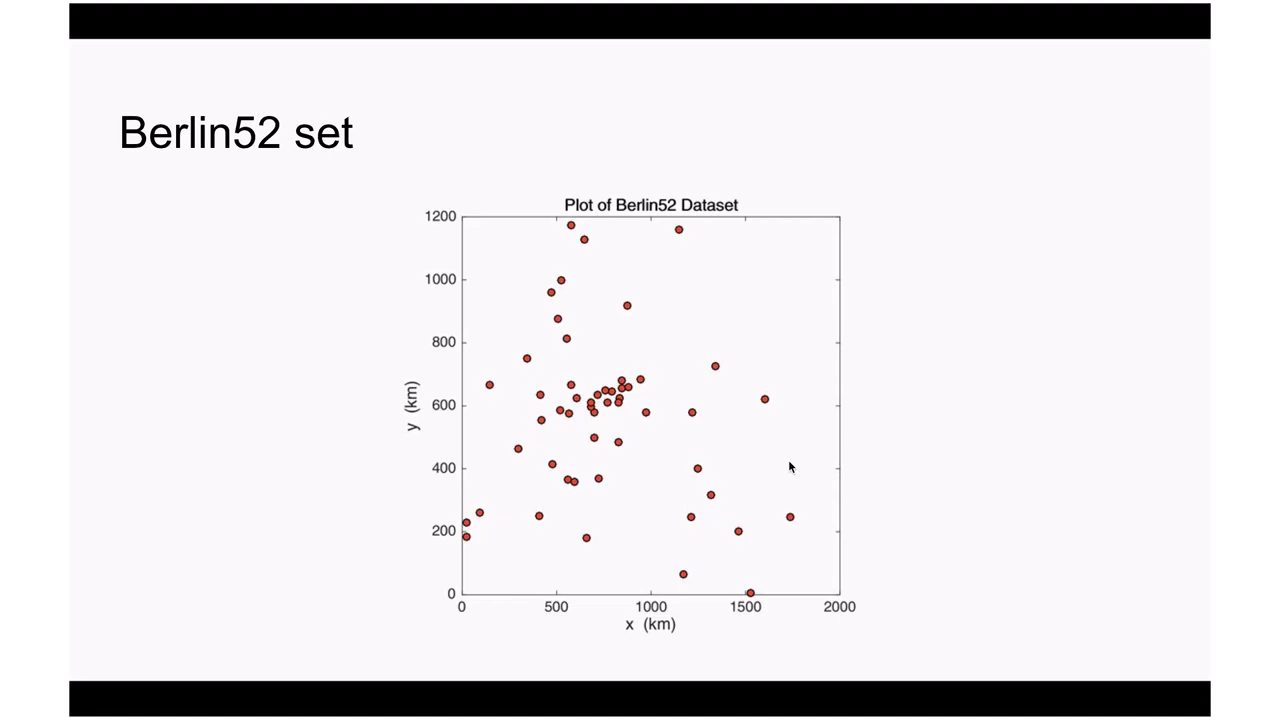 Berlin52 set
Plot of Berlin52 Dataset
1200
1000
800
600
400
200
0
y (km)
0 500 1000 1500 2000
x (km)